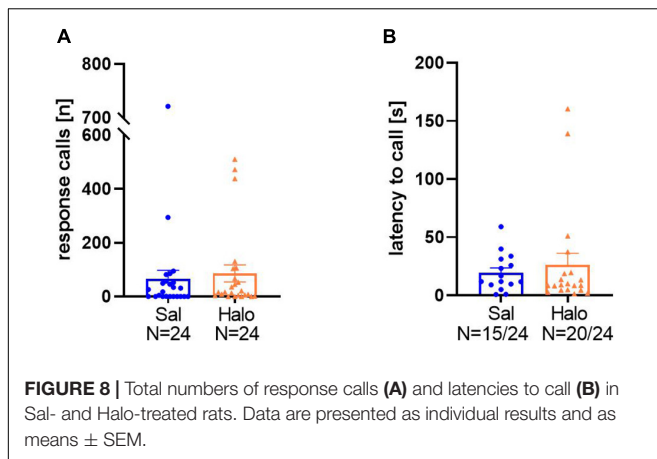 A
B
800
700
600
400
200
0
response calls [n]
Sal
Halo
N=24
N=24
200
150
100
50
0
latency to call [s]
Sal
Halo
N=15/24
N=20/24
FIGURE 8 | Total numbers of response calls (A) and latencies to call (B) in
Sal- and Halo-treated rats. Data are presented as individual results and as
means ± SEM.